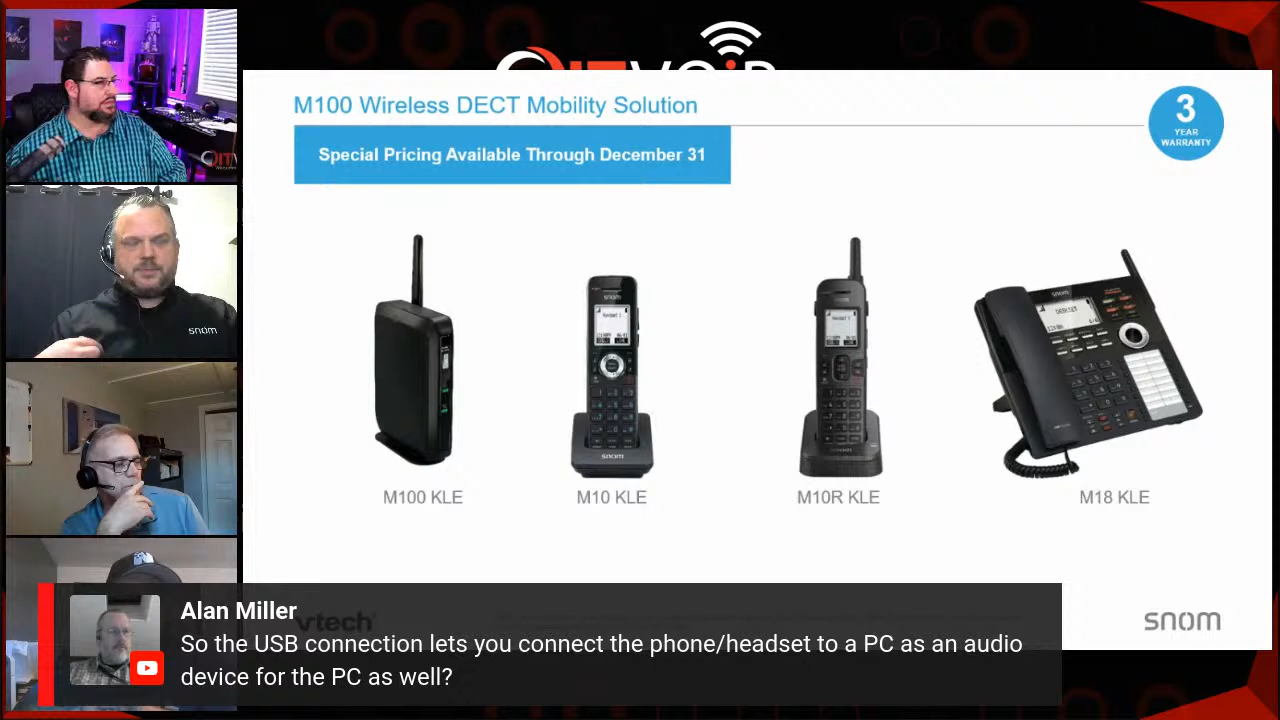 M100 Wireless DECT Mobility Solution
Special Pricing Available Through December 31
3
YEAR
WARRANTY
snom
M100 KLE
M10 KLE
M10R KLE
M18 KLE
vtech
snom
Alan Miller
So the USB connection lets you connect the phone/headset to a PC as an audio
device for the PC as well?